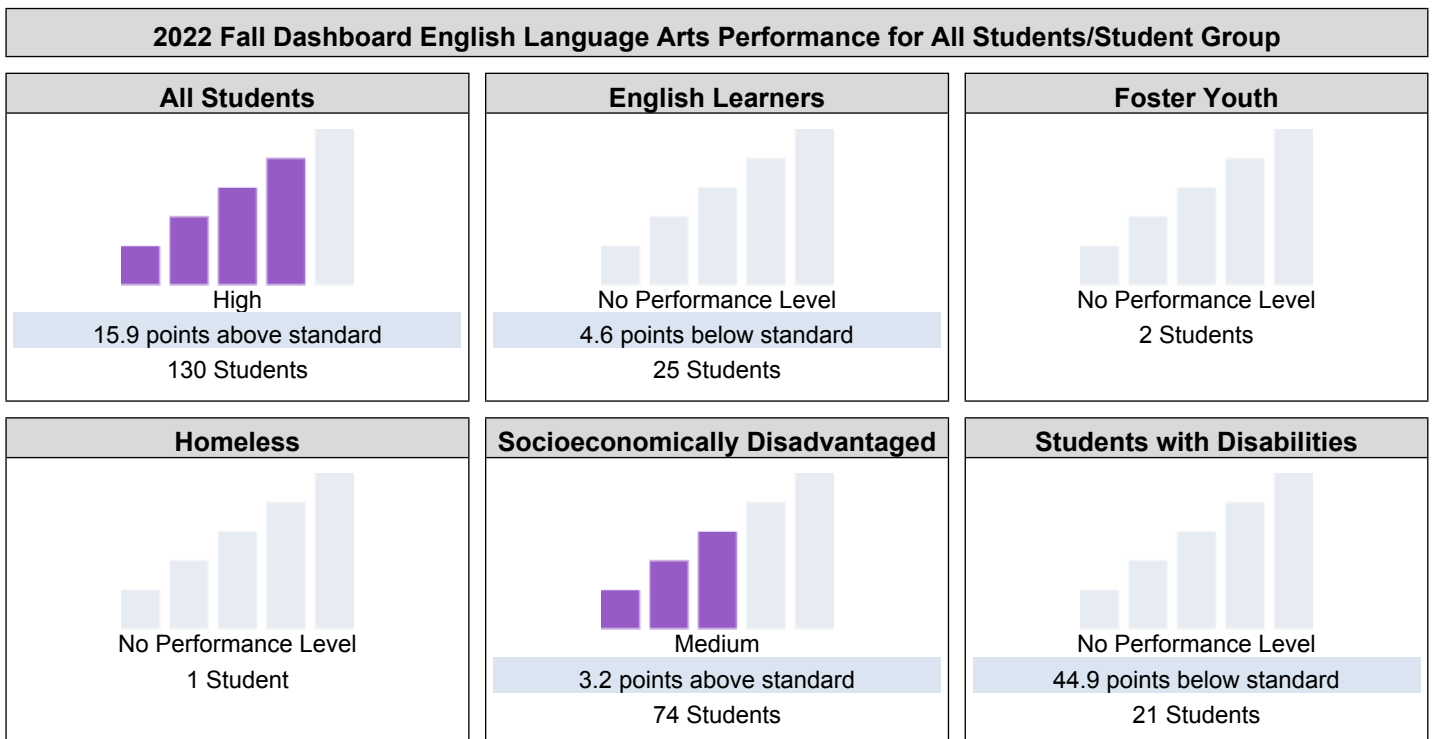 2022 Fall Dashboard English Language Arts Performance for All Students/Student Group
All Students
High
15.9 points above standard
130 Students
English Learners
No Performance Level
4.6 points below standard
25 Students
Foster Youth
No Performance Level
2 Students
Homeless
No Performance Level
1 Student
Socioeconomically Disadvantaged
Medium
3.2 points above standard
74 Students
Students with Disabilities
No Performance Level
44.9 points below standard
21 Students